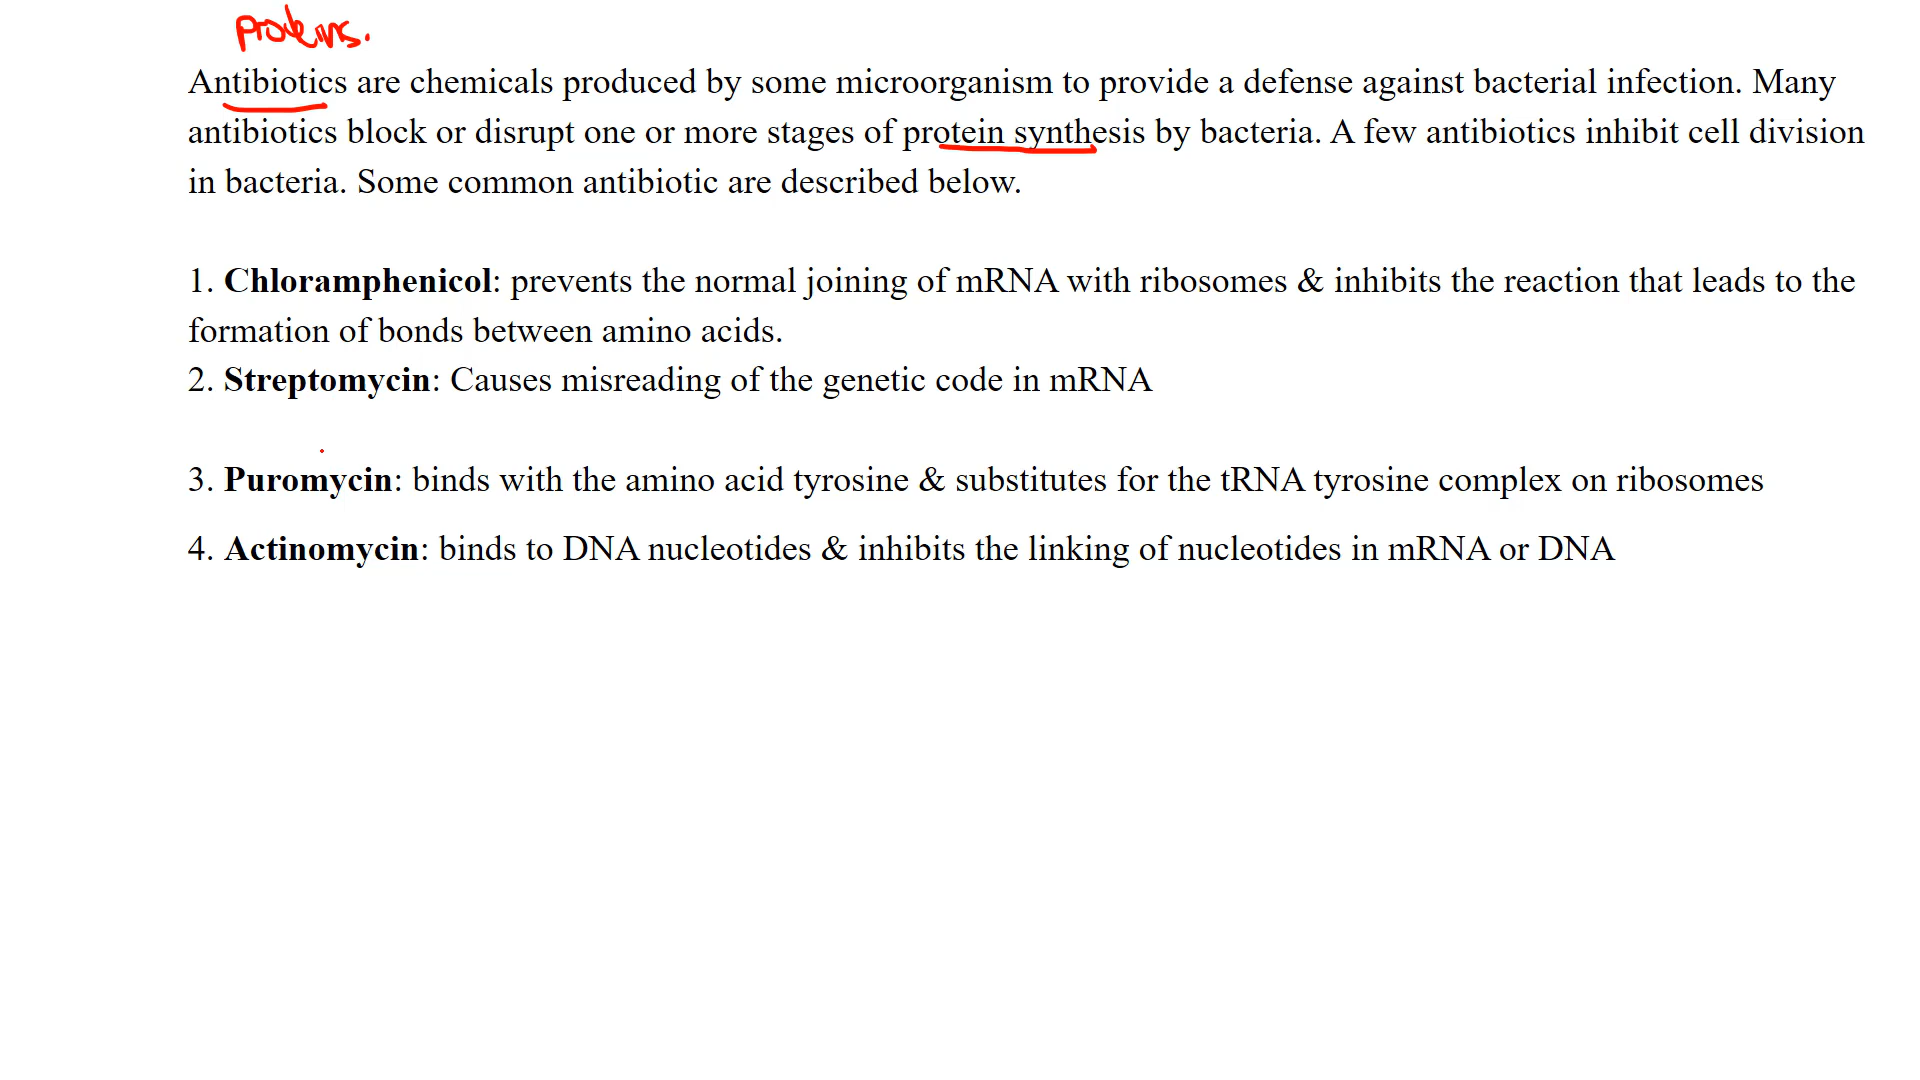 proteins.
Antibiotics are chemicals produced by some microorganism to provide a defense against bacterial infection. Many
antibiotics block or disrupt one or more stages of protein synthesis by bacteria. A few antibiotics inhibit cell division
in bacteria. Some common antibiotic are described below.
1. Chloramphenicol: prevents the normal joining of mRNA with ribosomes & inhibits the reaction that leads to the
formation of bonds between amino acids.
2. Streptomycin: Causes misreading of the genetic code in mRNA
3. Puromycin: binds with the amino acid tyrosine & substitutes for the tRNA tyrosine complex on ribosomes
4. Actinomycin: binds to DNA nucleotides & inhibits the linking of nucleotides in mRNA or DNA